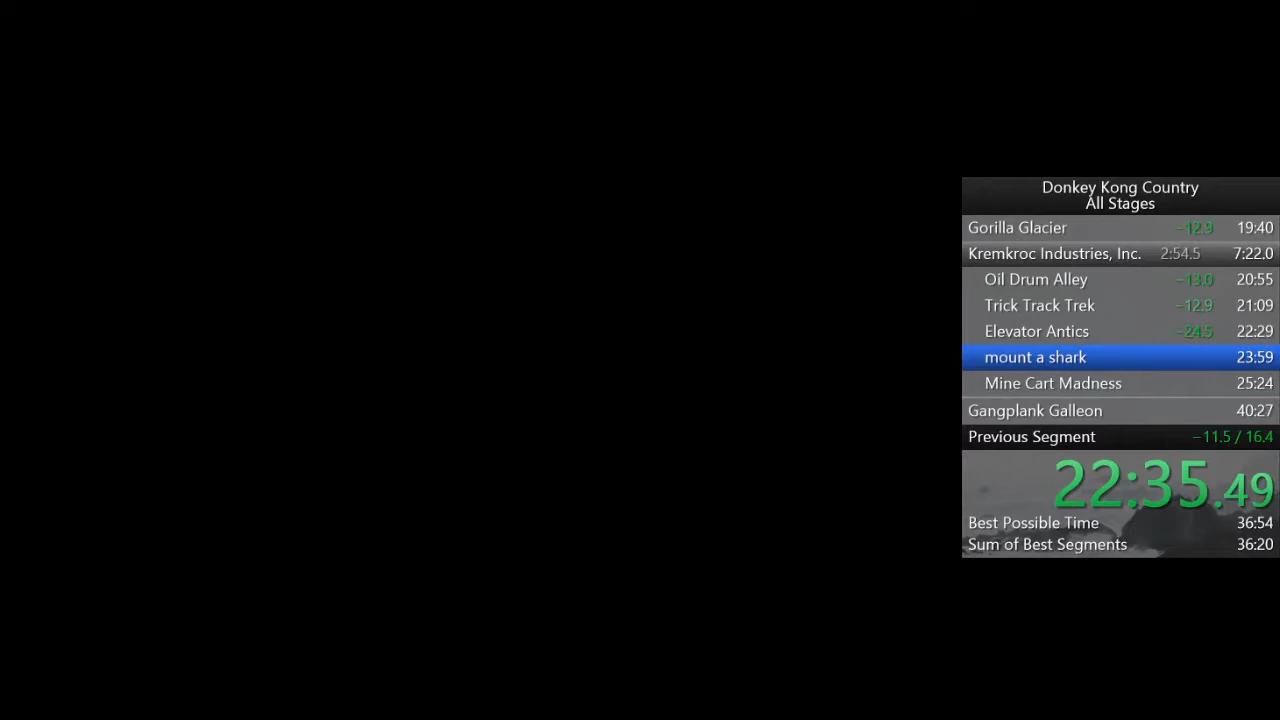 Donkey Kong Country
All Stages
Gorilla Glacier −12.9 19:40
Kremkroc Industries, Inc. 2:54.5 7:22.0
Oil Drum Alley −13.0 20:55
Trick Track Trek −12.9 21:09
Elevator Antics −24.5 22:29
mount a shark 23:59
Mine Cart Madness 25:24
Gangplank Galleon 40:27
Previous Segment −11.5 / 16.4
22:35.49
Best Possible Time 36:54
Sum of Best Segments 36:20